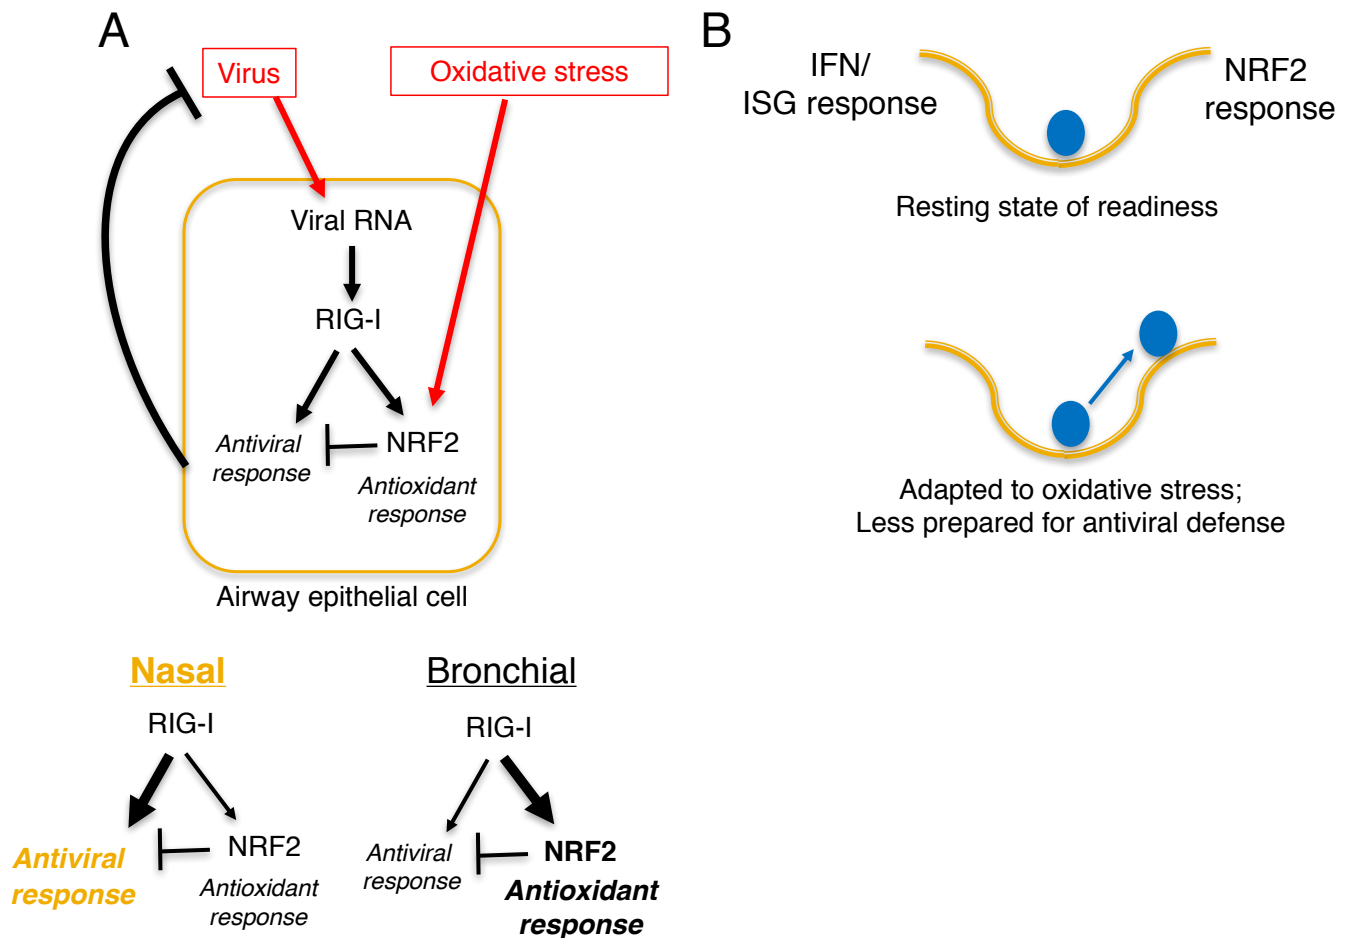 A
Virus
Oxidative stress
Viral RNA
RIG-I
Antiviral
response
NRF2
Antioxidant
response
Airway epithelial cell
Nasal
RIG-I
Antiviral
response
NRF2
Antioxidant
response
Bronchial
RIG-I
Antiviral
response
NRF2
Antioxidant
response
B
IFN/
ISG response
NRF2
response
Resting state of readiness
Adapted to oxidative stress;
Less prepared for antiviral defense